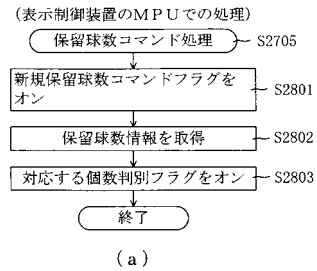 (表示制御装置のMPUでの処理)
保留球数コマンド処理
S2705
新規保留球数コマンドフラグを
オン
S2801
保留球数情報を取得
S2802
対応する個数判別フラグをオン
S2803
終了
(a)